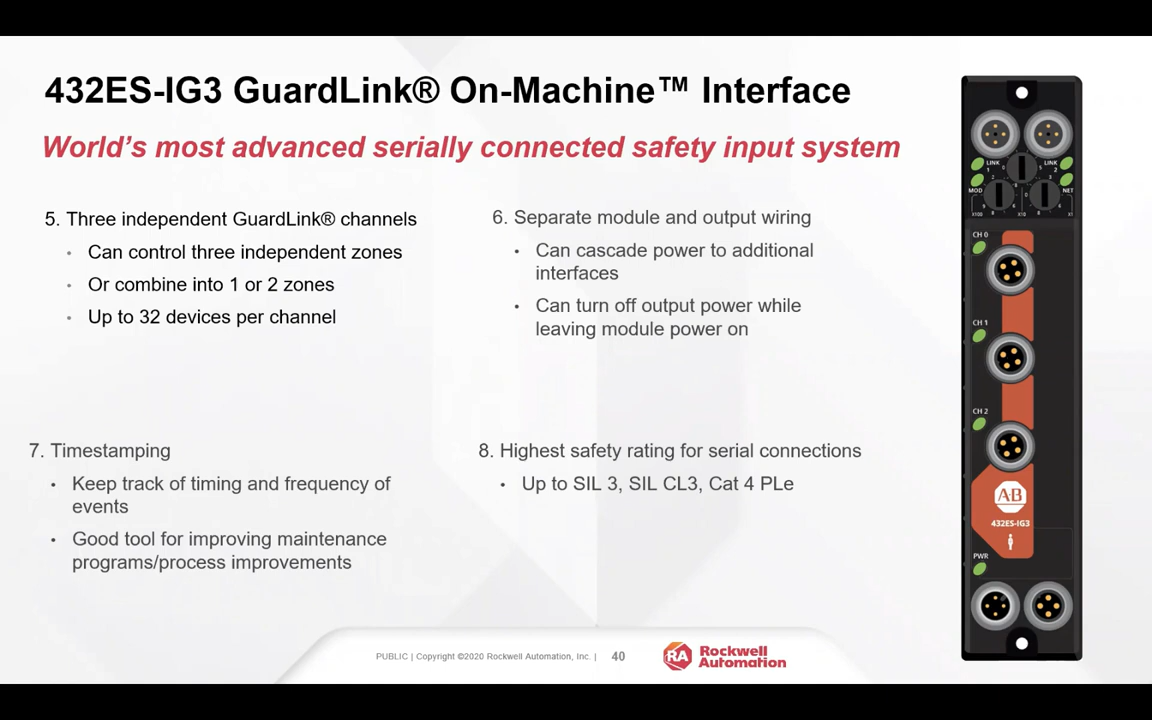 432ES-IG3 GuardLink® On-Machine™ Interface
World's most advanced serially connected safety input system
5. Three independent GuardLink® channels
• Can control three independent zones
• Or combine into 1 or 2 zones
• Up to 32 devices per channel
6. Separate module and output wiring
• Can cascade power to additional
interfaces
• Can turn off output power while
leaving module power on
7. Timestamping
• Keep track of timing and frequency of
events
• Good tool for improving maintenance
programs/process improvements
8. Highest safety rating for serial connections
• Up to SIL 3, SIL CL3, Cat 4 PLe
LINK
1
LINK
2
MOD
NET
X100
X10
X1
CH 0
CH 1
CH 2
A-B
432ES-IG3
PWR
PUBLIC | Copyright ©2020 Rockwell Automation, Inc. |
40
RA
Rockwell
Automation